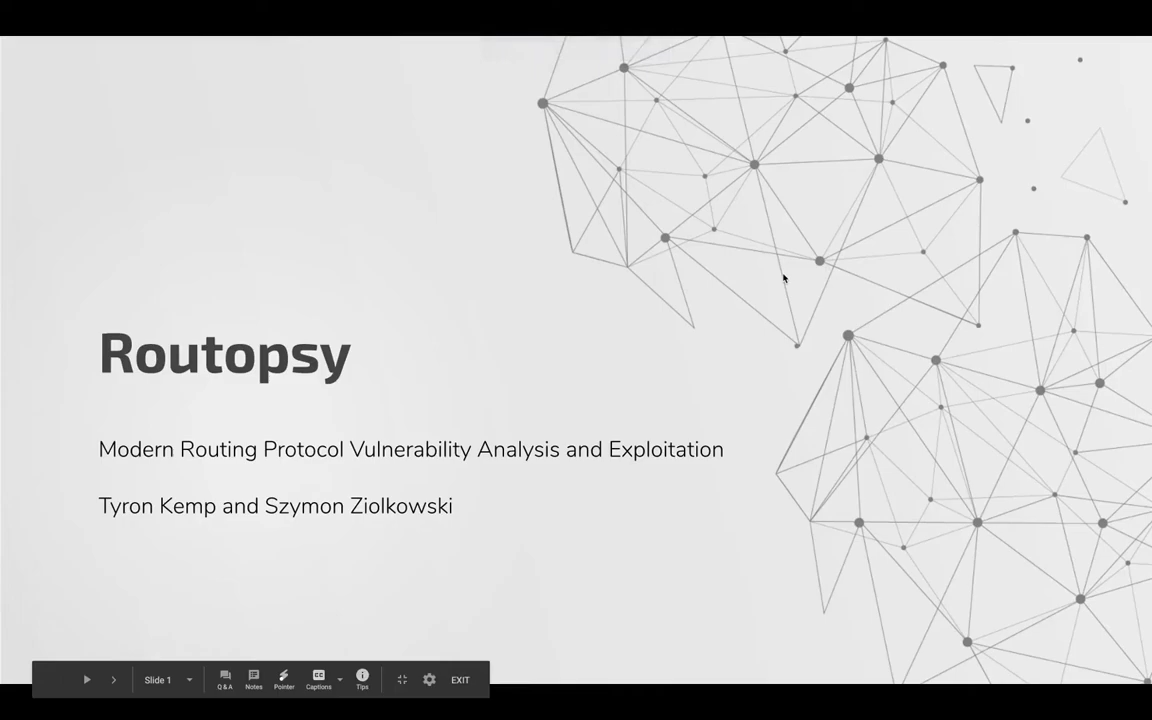 Routopsy
Modern Routing Protocol Vulnerability Analysis and Exploitation
Tyron Kemp and Szymon Ziolkowski
Slide 1
Q & A
Notes
Pointer
CC
Captions
Tips
EXIT